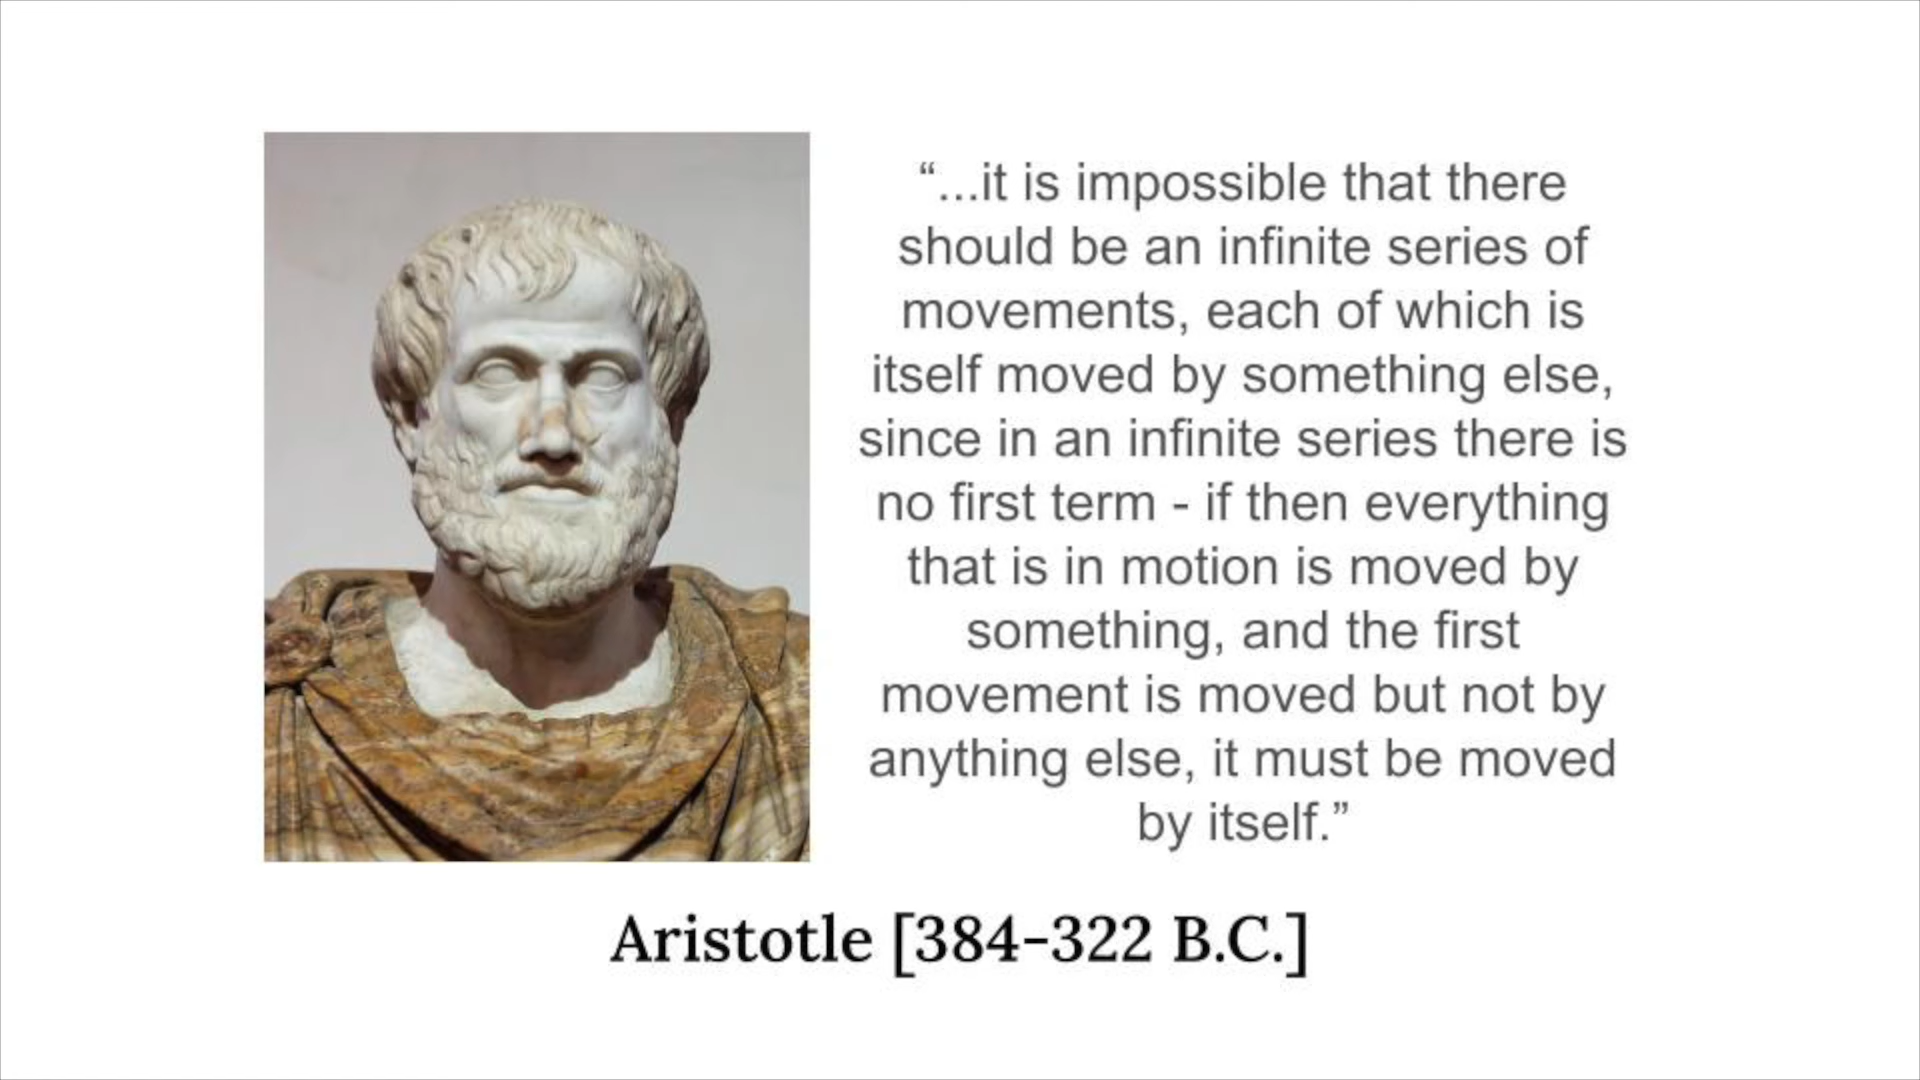 “...it is impossible that there
should be an infinite series of
movements, each of which is
itself moved by something else,
since in an infinite series there is
no first term - if then everything
that is in motion is moved by
something, and the first
movement is moved but not by
anything else, it must be moved
by itself.”
Aristotle [384-322 B.C.]